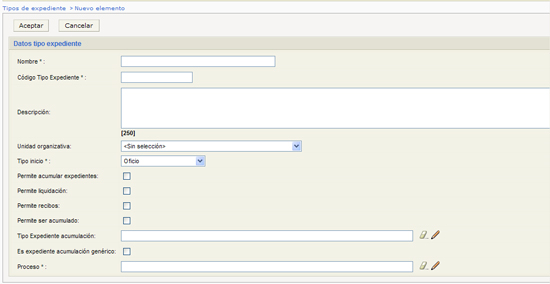 Tipos de expediente > Nuevo elemento
Aceptar Cancelar
Datos tipo expediente
Nombre * :
Código Tipo Expediente * :
Descripción:
[250]
Unidad organizativa: <Sin selección>
Tipo inicio * : Oficio
Permite acumular expedientes:
Permite liquidación:
Permite recibos:
Permite ser acumulado:
Tipo Expediente acumulación:
Es expediente acumulación genérico:
Proceso * :